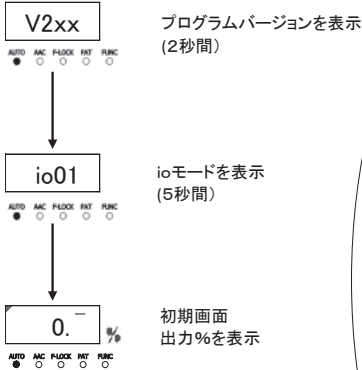 V2xx
プログラムバージョンを表示
(2秒間)
AUTO AAC F-LOCK PAT FUNC
io01
ioモードを表示
(5秒間)
AUTO AAC F-LOCK PAT FUNC
0.¯ %
初期画面
出力%を表示
AUTO AAC F-LOCK PAT FUNC